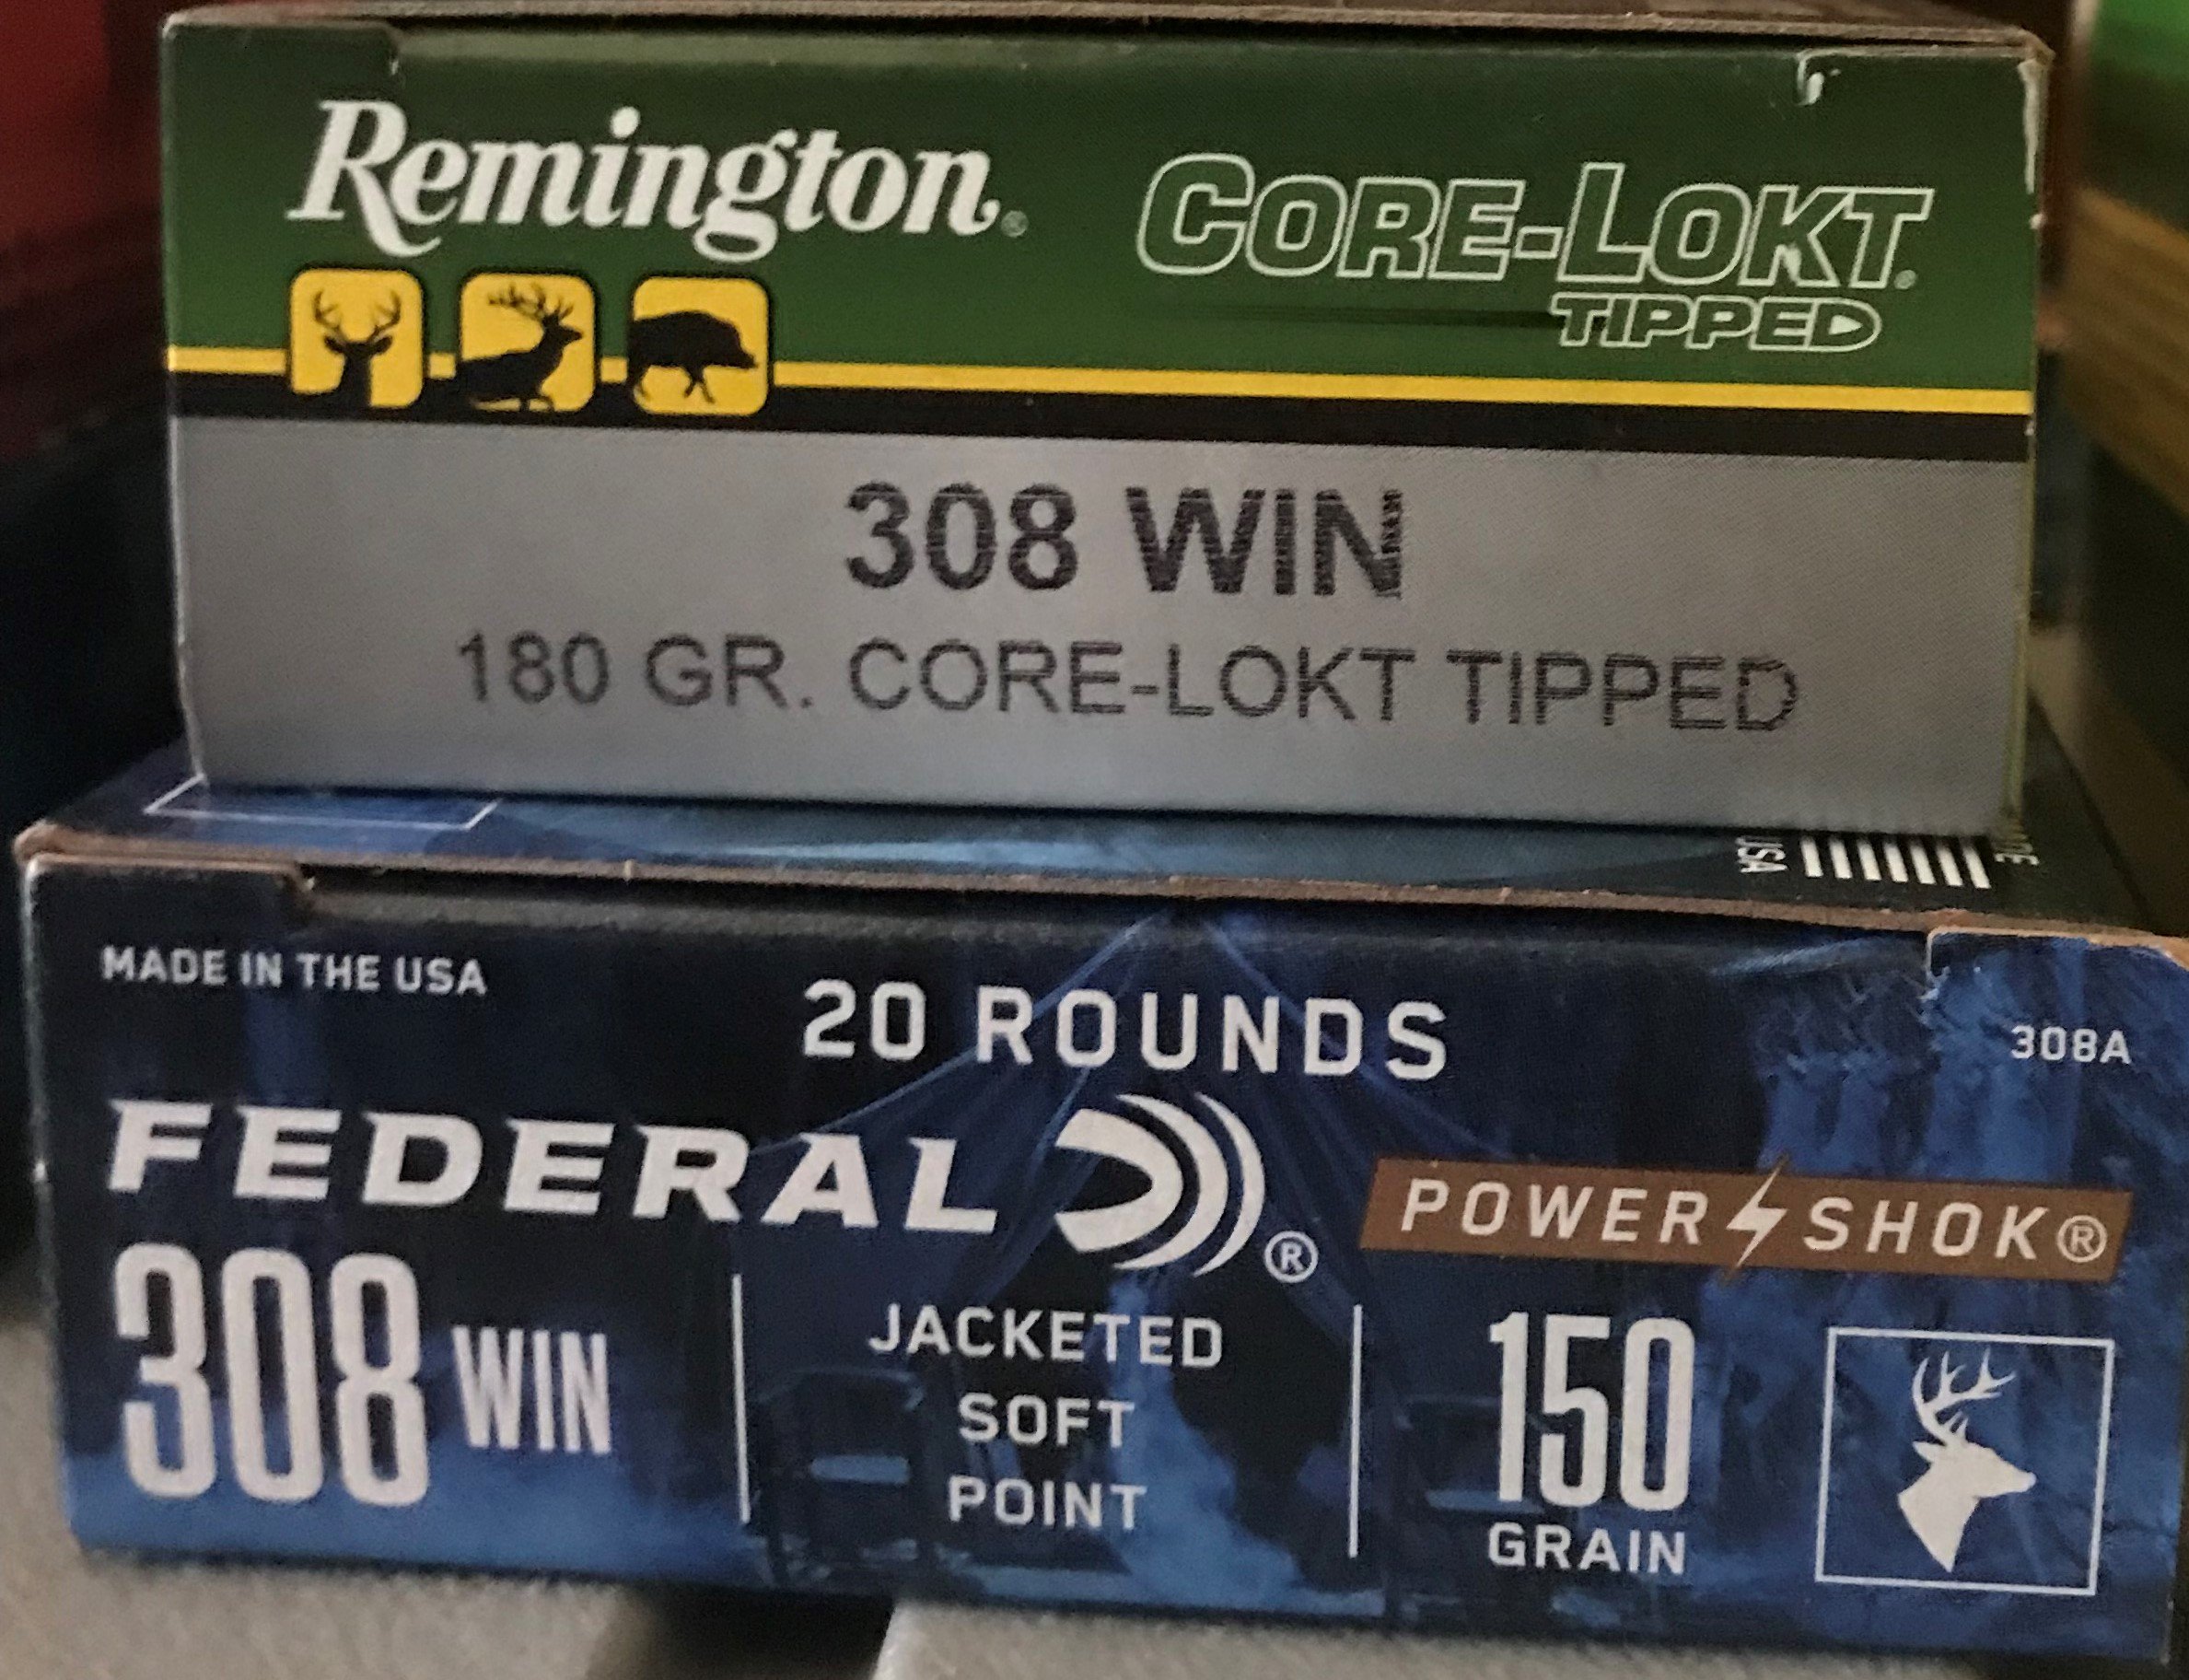 Remington®
CORE-LOKT®
TIPPED
308 WIN
180 GR. CORE-LOKT TIPPED
USA
MADE IN THE USA
20 ROUNDS
308A
FEDERAL®
POWER SHOK®
308 WIN
JACKETED
SOFT
POINT
150
GRAIN